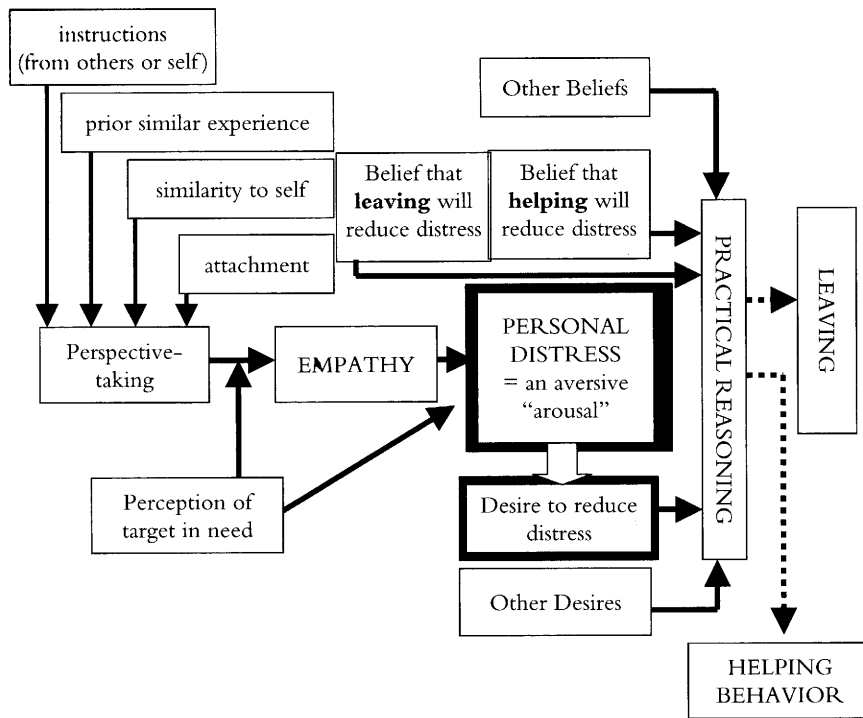 instructions
(from others or self)
prior similar experience
similarity to self
attachment
Other Beliefs
Belief that
leaving will
reduce distress
Belief that
helping will
reduce distress
Perspective-
taking
EMPATHY
PERSONAL
DISTRESS
= an aversive
“arousal”
PRACTICAL REASONING
LEAVING
Perception of
target in need
Desire to reduce
distress
Other Desires
HELPING
BEHAVIOR